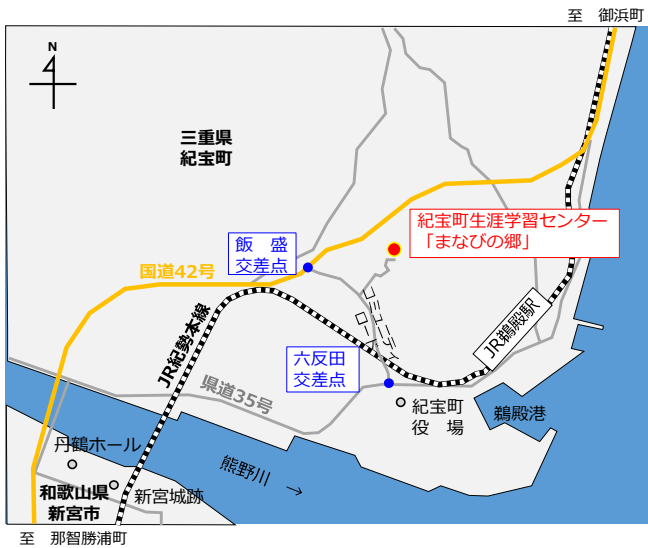 至 御浜町
N
三重県
紀宝町
紀宝町生涯学習センター
「まなびの郷」
飯 盛
交差点
国道42号
コミュニティ
ロード
JR鵜殿駅
JR紀勢本線
六反田
交差点
県道35号
紀宝町
役 場
鵜殿港
丹鶴ホール
熊野川 →
和歌山県
新宮市
新宮城跡
至 那智勝浦町